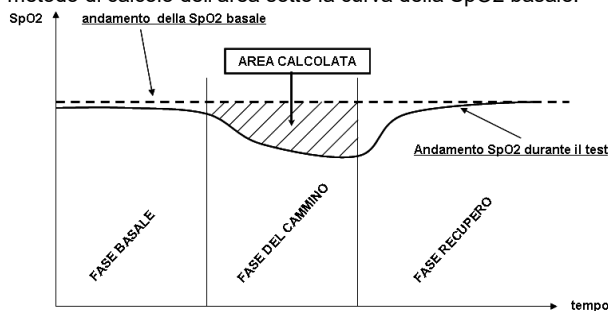 metodo di calcolo dell'area sotto la curva della SpO2 basale.
SpO2
andamento della SpO2 basale
AREA CALCOLATA
Andamento SpO2 durante il test
FASE BASALE
FASE DEL CAMMINO
FASE RECUPERO
tempo